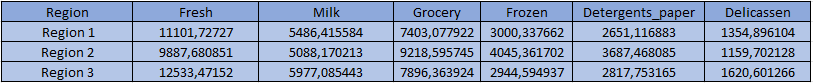 Region Fresh Milk Grocery Frozen Detergents_paper Delicassen
Region 1 11101,72727 5486,415584 7403,077922 3000,337662 2651,116883 1354,896104
Region 2 9887,680851 5088,170213 9218,595745 4045,361702 3687,468085 1159,702128
Region 3 12533,47152 5977,085443 7896,363924 2944,594937 2817,753165 1620,601266